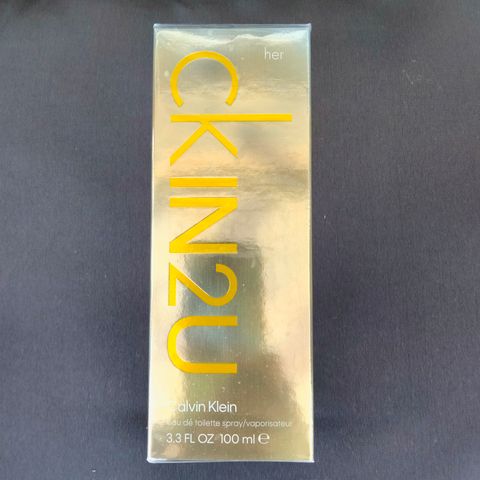 her
ckIN2U
Calvin Klein
eau de toilette spray/vaporisateur
3.3 FL OZ 100 ml ℮